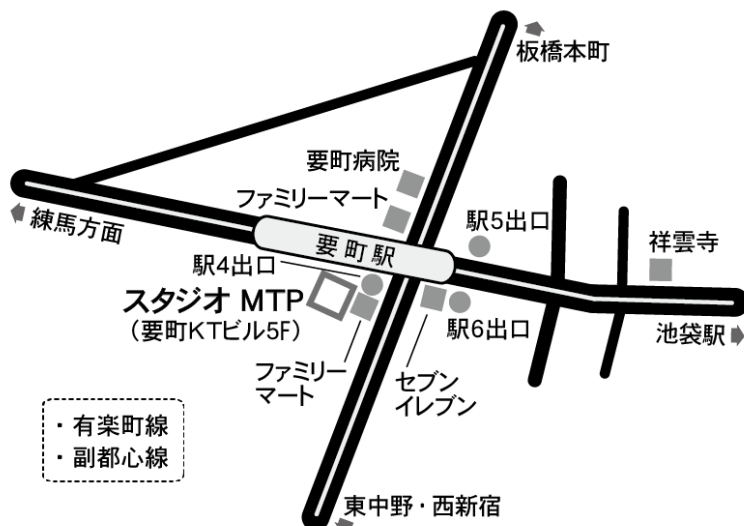 板橋本町
要町病院
ファミリーマート
練馬方面
要町駅
駅5出口
祥雲寺
駅4出口
スタジオ MTP
(要町KTビル5F)
駅6出口
池袋駅
ファミリー
マート
セブン
イレブン
・有楽町線
・副都心線
東中野・西新宿